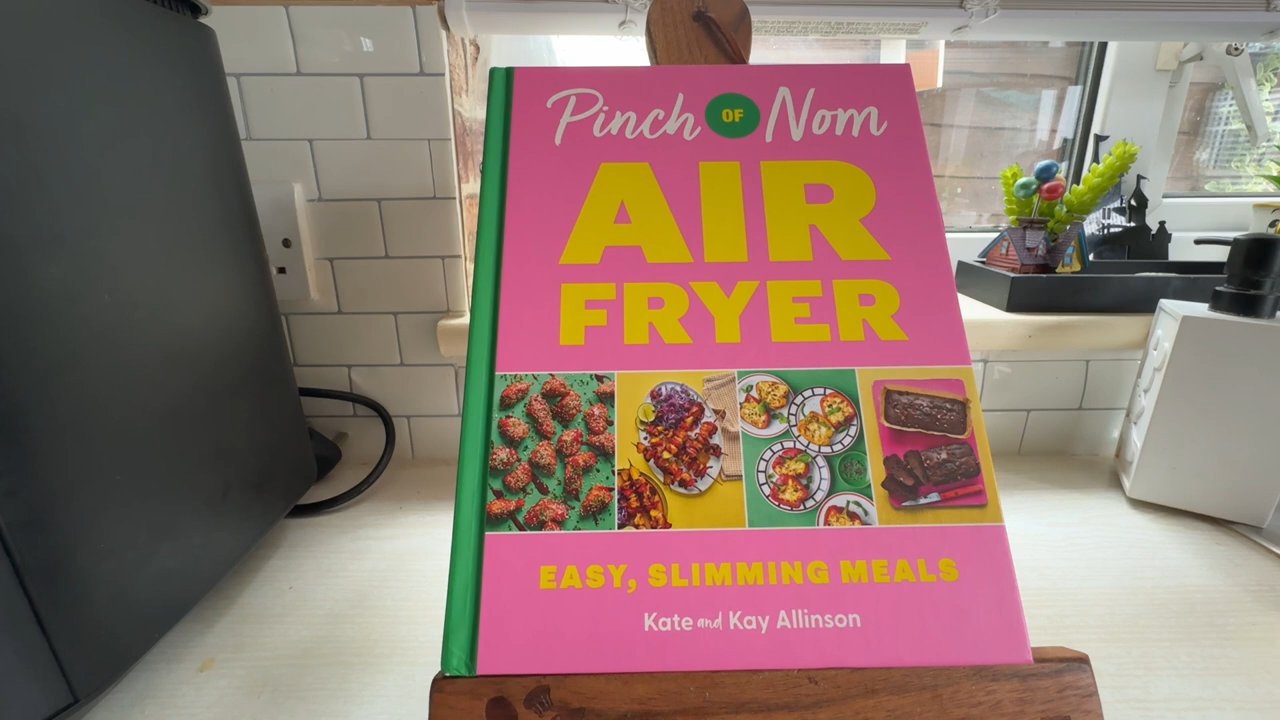 Pinch OF Nom
AIR
FRYER
EASY, SLIMMING MEALS
Kate and Kay Allinson